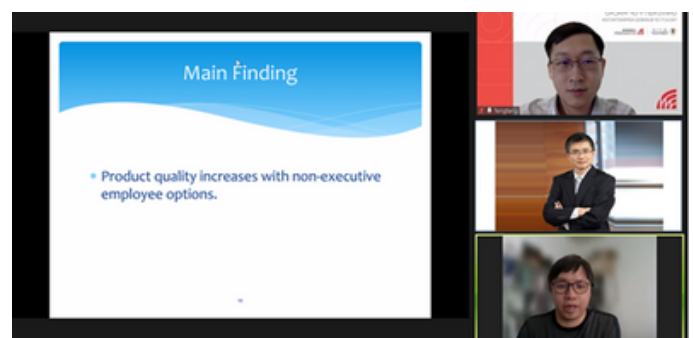 Main Finding
Product quality increases with non-executive
employee options.